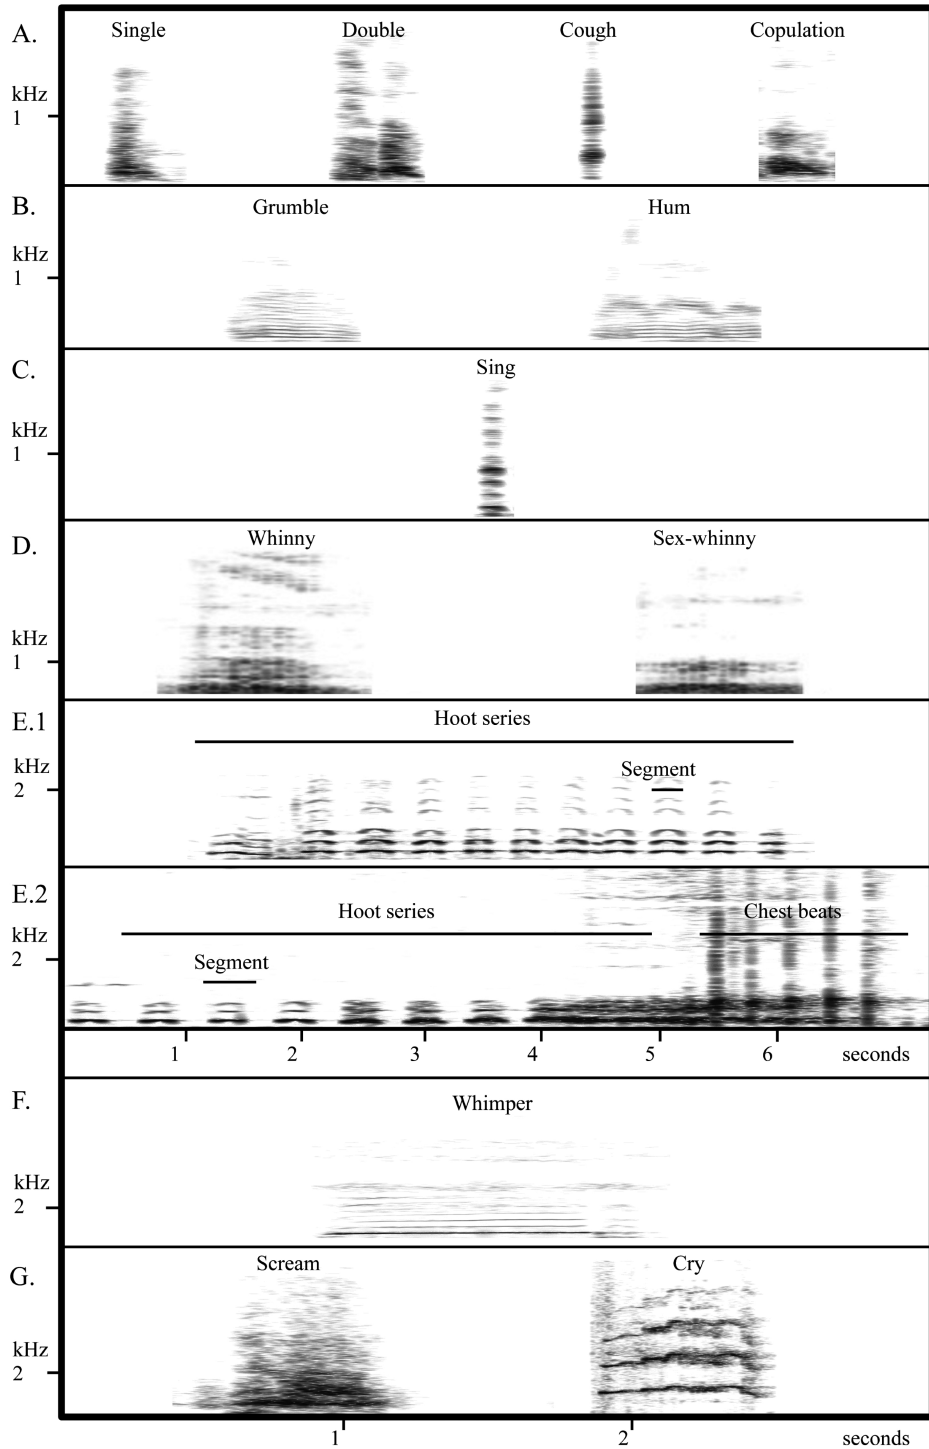 A. Single Double Cough Copulation
kHz
1
B. Grumble Hum
kHz
1
C. Sing
kHz
1
D. Whinny Sex-whinny
kHz
1
E.1 Hoot series
kHz
2
Segment
E.2
Hoot series Chest beats
kHz
2
Segment
1 2 3 4 5 6 seconds
F. Whimper
kHz
2
G. Scream Cry
kHz
2
1 2 seconds